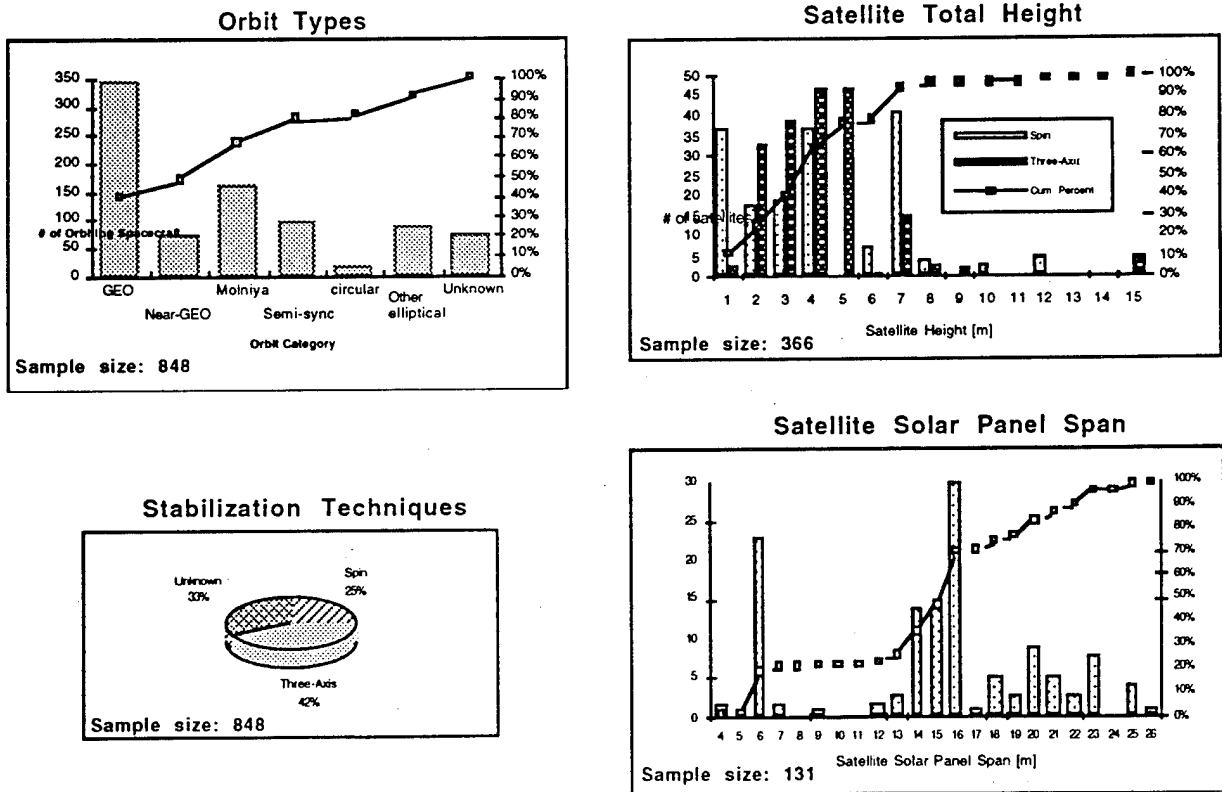 Orbit Types
350
300
250
200
150
100
50
0
# of Orbiting Spacecraft
100%
90%
80%
70%
60%
50%
40%
30%
20%
10%
0%
GEO
Near-GEO
Molniya
Semi-sync
circular
Other elliptical
Unknown
Orbit Category
Sample size: 848
Satellite Total Height
50
45
40
35
30
25
20
15
10
5
0
# of Satellites
Spin
Three-Axis
Cum Percent
100%
90%
80%
70%
60%
50%
40%
30%
20%
10%
0%
1 2 3 4 5 6 7 8 9 10 11 12 13 14 15
Satellite Height [m]
Sample size: 366
Stabilization Techniques
Unknown
33%
Spin
25%
Three-Axis
42%
Sample size: 848
Satellite Solar Panel Span
30
25
20
15
10
5
0
100%
90%
80%
70%
60%
50%
40%
30%
20%
10%
0%
4 5 6 7 8 9 10 11 12 13 14 15 16 17 18 19 20 21 22 23 24 25 26
Satellite Solar Panel Span [m]
Sample size: 131